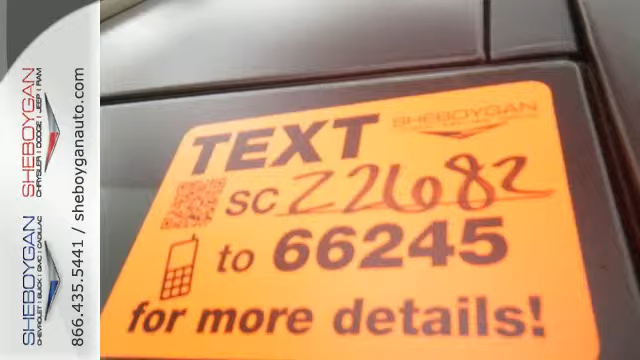 SHEBOYGAN
CHRYSLER | DODGE | JEEP | RAM
SHEBOYGAN
CHEVROLET | BUICK | GMC | CADILLAC
866.435.5441 / sheboyganauto.com
TEXT
SHEBOYGAN
SC 22682
to 66245
for more details!